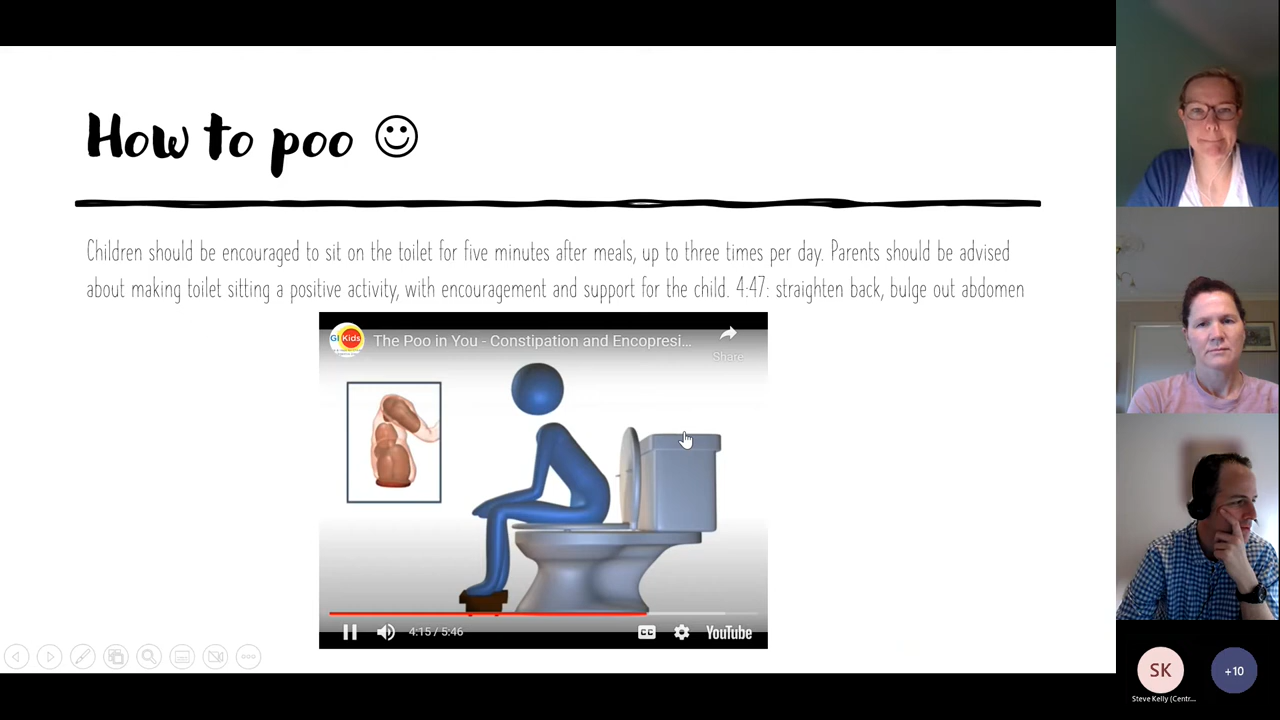 How to poo
Children should be encouraged to sit on the toilet for five minutes after meals, up to three times per day. Parents should be advised
about making toilet sitting a positive activity, with encouragement and support for the child. 4:47: straighten back, bulge out abdomen
GI Kids
The Poo in You - Constipation and Encopresi...
Share
4:15 / 5:46
CC
YouTube
SK
+10
Steve Kelly (Centr...